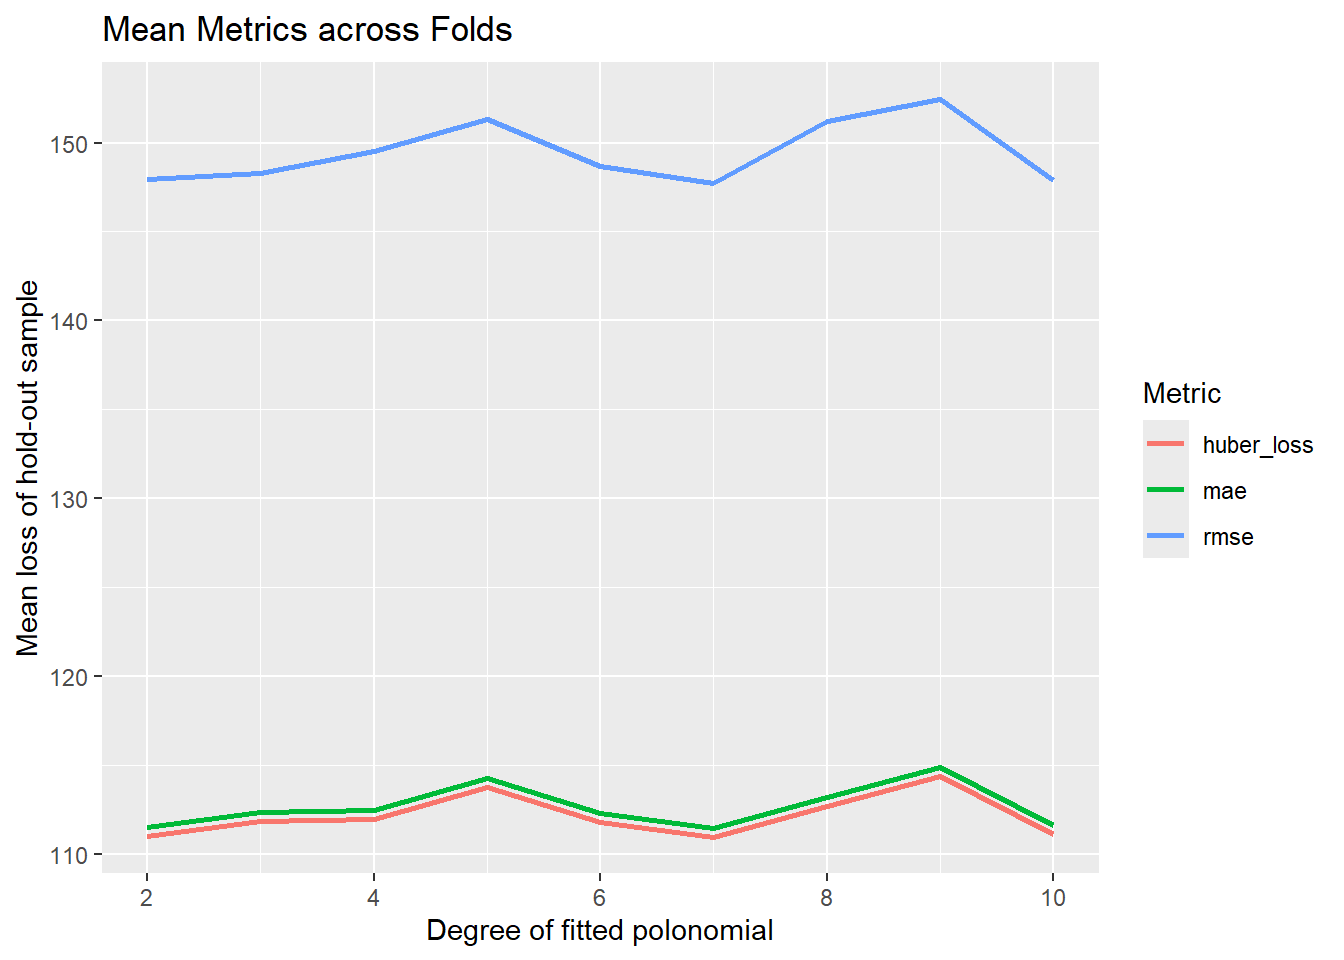 Mean Metrics across Folds
Mean loss of hold-out sample
150
140
130
120
110
2 4 6 8 10
Degree of fitted polonomial
Metric
huber_loss
mae
rmse